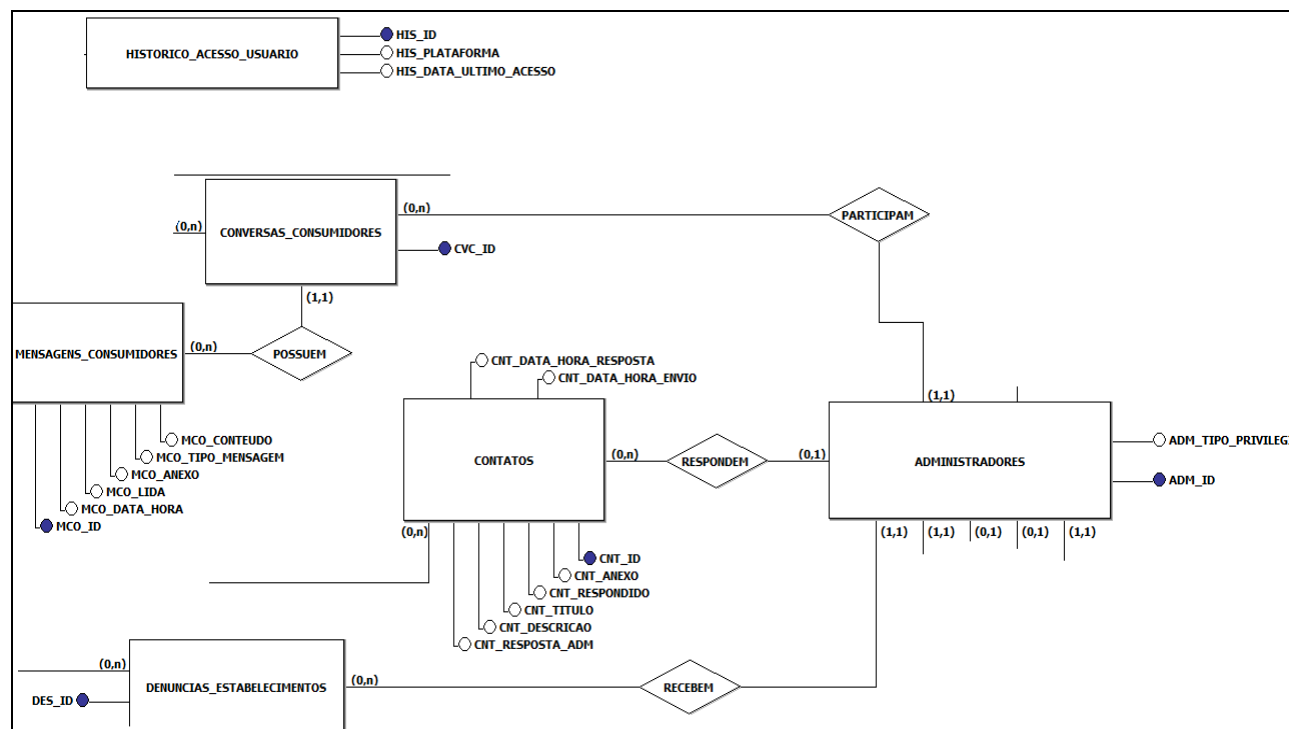 HIS_ID
HISTORICO_ACESSO_USUARIO
HIS_PLATAFORMA
HIS_DATA_ULTIMO_ACESSO
(0,n)
PARTICIPAM
(0,n)
CONVERSAS_CONSUMIDORES
CVC_ID
(1,1)
MENSAGENS_CONSUMIDORES
(0,n)
POSSUEM
CNT_DATA_HORA_RESPOSTA
CNT_DATA_HORA_ENVIO
(1,1)
MCO_CONTEUDO
MCO_TIPO_MENSAGEM
MCO_ANEXO
MCO_LIDA
MCO_DATA_HORA
MCO_ID
CONTATOS
(0,n)
RESPONDEM
(0,1)
ADMINISTRADORES
ADM_TIPO_PRIVILEGI
ADM_ID
(0,n)
(1,1)
(1,1)
(0,1)
(0,1)
(1,1)
CNT_ID
CNT_ANEXO
CNT_RESPONDIDO
CNT_TITULO
CNT_DESCRICAO
CNT_RESPOSTA_ADM
(0,n)
DENUNCIAS_ESTABELECIMENTOS
(0,n)
RECEBEM
DES_ID